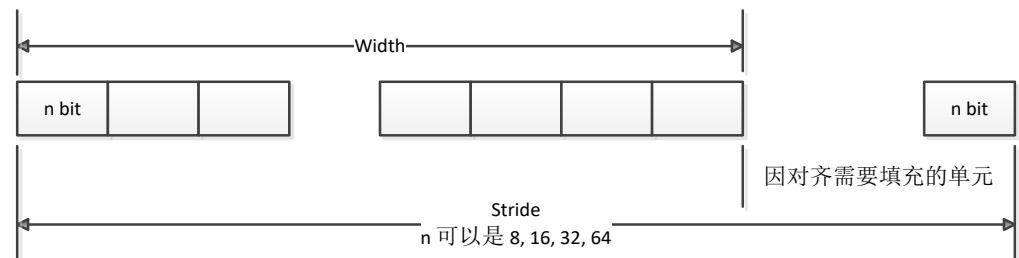 Width
n bit
n bit
因对齐需要填充的单元
Stride
n 可以是 8, 16, 32, 64